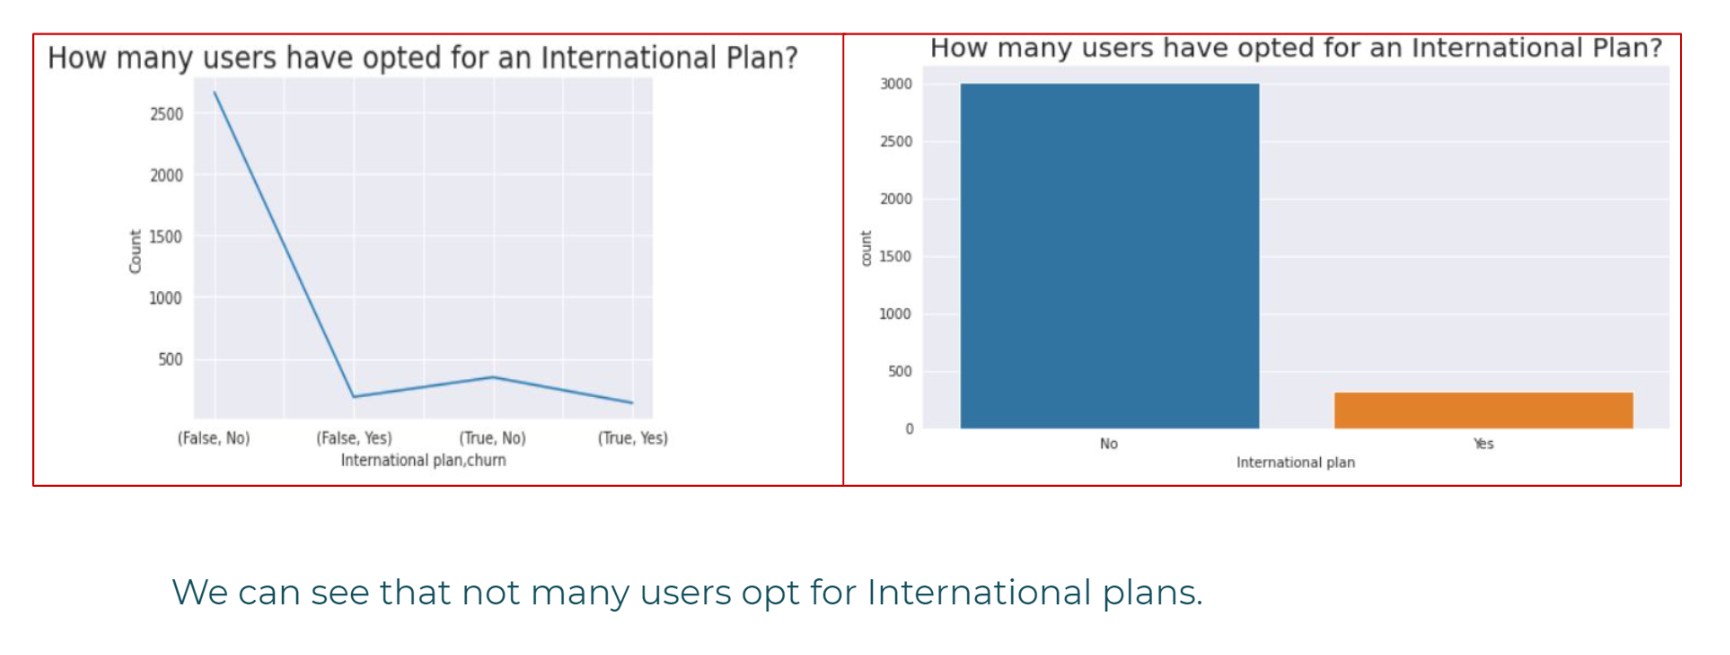 How many users have opted for an International Plan?
2500
2000
1500
1000
500
Count
(False, No) (False, Yes) (True, No) (True, Yes)
International plan,churn
How many users have opted for an International Plan?
3000
2500
2000
1500
1000
500
0
count
No Yes
International plan
We can see that not many users opt for International plans.